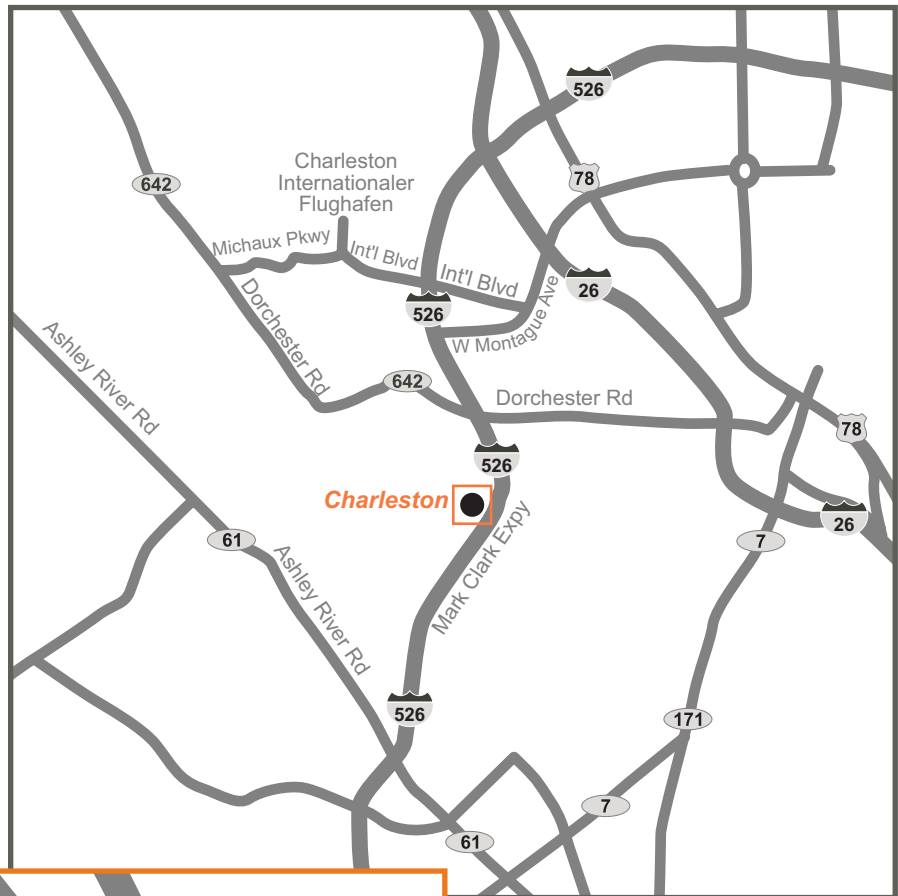 526
642
Charleston
Internationaler
Flughafen
78
Michaux Pkwy
Int'l Blvd
Int'l Blvd
26
526
W Montague Ave
Dorchester Rd
Ashley River Rd
642
Dorchester Rd
78
526
Charleston
26
61
7
Mark Clark Expy
Ashley River Rd
526
171
7
61